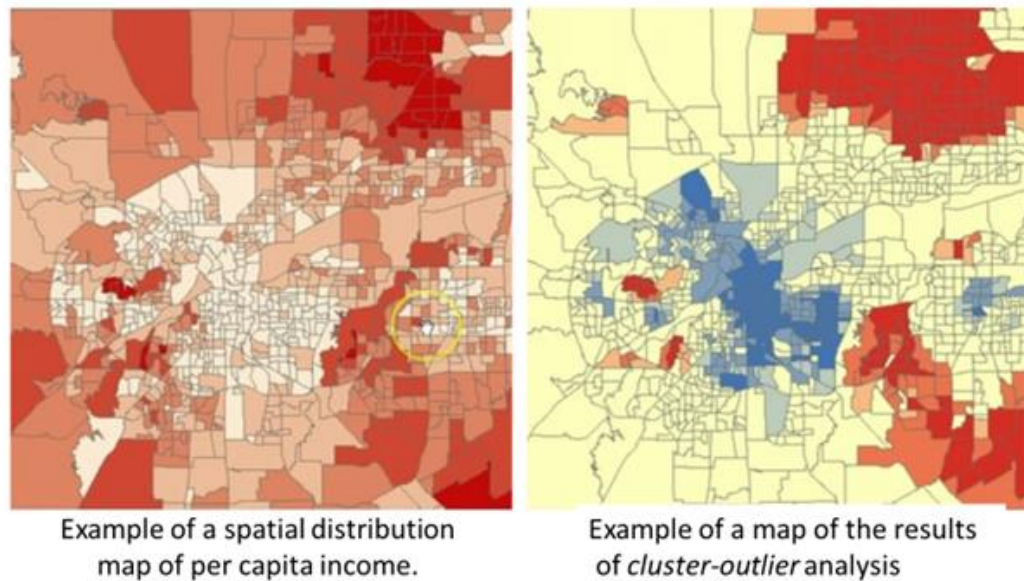 Example of a spatial distribution
map of per capita income.
Example of a map of the results
of cluster-outlier analysis